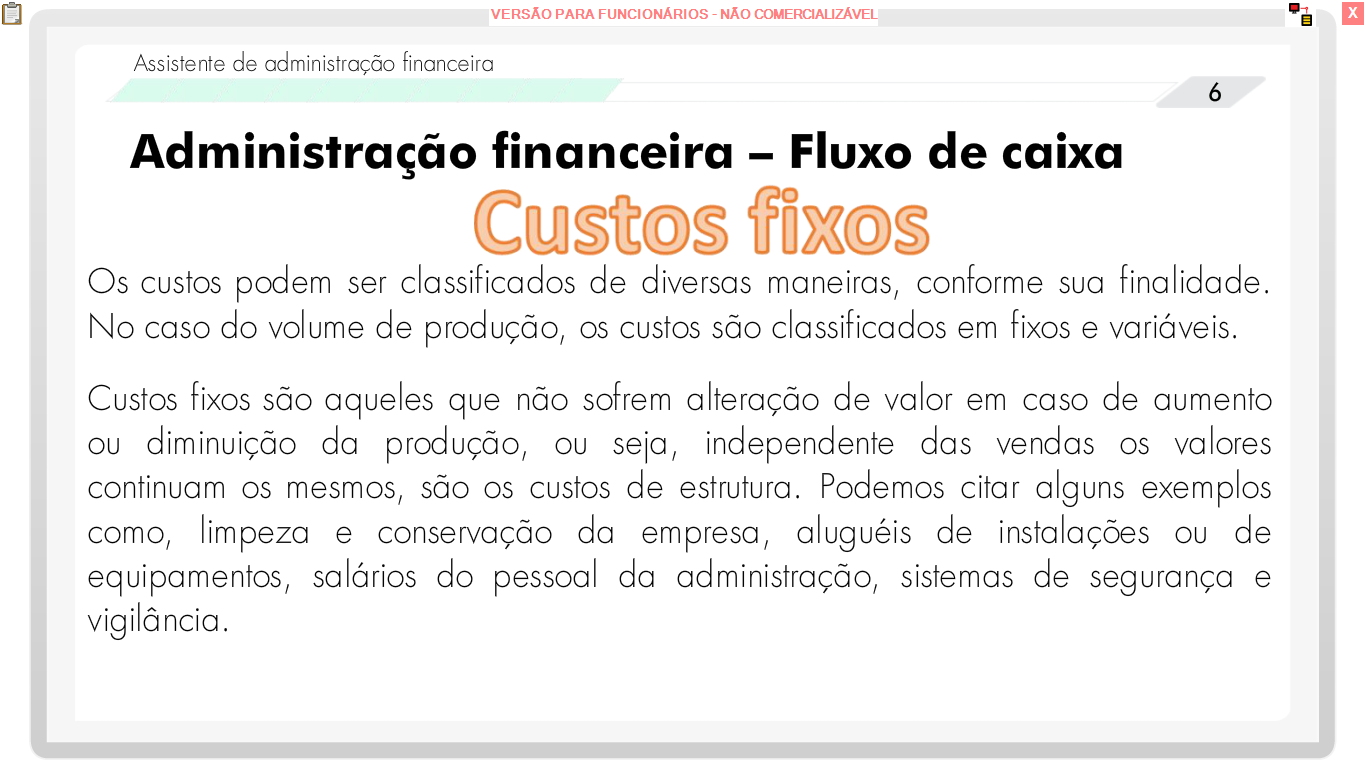 VERSÃO PARA FUNCIONÁRIOS - NÃO COMERCIALIZÁVEL
X
Assistente de administração financeira
6
Administração financeira – Fluxo de caixa
Custos fixos
Os custos podem ser classificados de diversas maneiras, conforme sua finalidade.
No caso do volume de produção, os custos são classificados em fixos e variáveis.
Custos fixos são aqueles que não sofrem alteração de valor em caso de aumento
ou diminuição da produção, ou seja, independente das vendas os valores
continuam os mesmos, são os custos de estrutura. Podemos citar alguns exemplos
como, limpeza e conservação da empresa, aluguéis de instalações ou de
equipamentos, salários do pessoal da administração, sistemas de segurança e
vigilância.